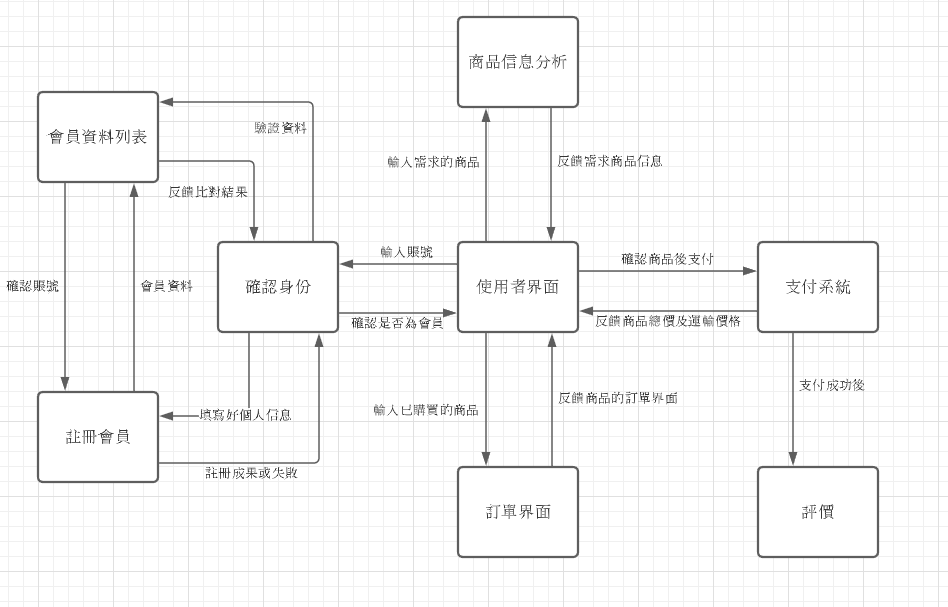 商品信息分析
會員資料列表
驗證資料
輸入需求的商品
反饋需求商品信息
反饋比對結果
輸入賬號
確認商品後支付
確認賬號
會員資料
確認身份
使用者界面
支付系統
確認是否為會員
反饋商品總價及運輸價格
支付成功後
反饋商品的訂單界面
輸入已購買的商品
填寫好個人信息
註冊會員
註冊成果或失敗
訂單界面
評價